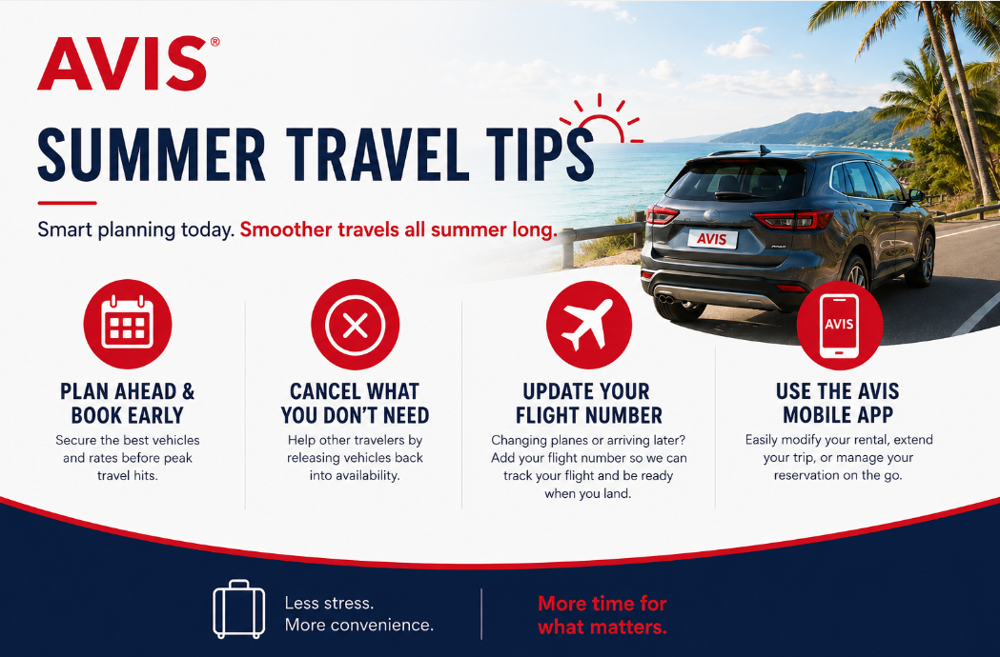 AVIS®
SUMMER TRAVEL TIPS
Smart planning today. Smoother travels all summer long.
AVIS
PLAN AHEAD &
BOOK EARLY
Secure the best vehicles
and rates before peak
travel hits.
CANCEL WHAT
YOU DON'T NEED
Help other travelers by
releasing vehicles back
into availability.
UPDATE YOUR
FLIGHT NUMBER
Changing planes or arriving later?
Add your flight number so we can
track your flight and be ready
when you land.
AVIS
USE THE AVIS
MOBILE APP
Easily modify your rental, extend
your trip, or manage your
reservation on the go.
Less stress.
More convenience.
More time for
what matters.